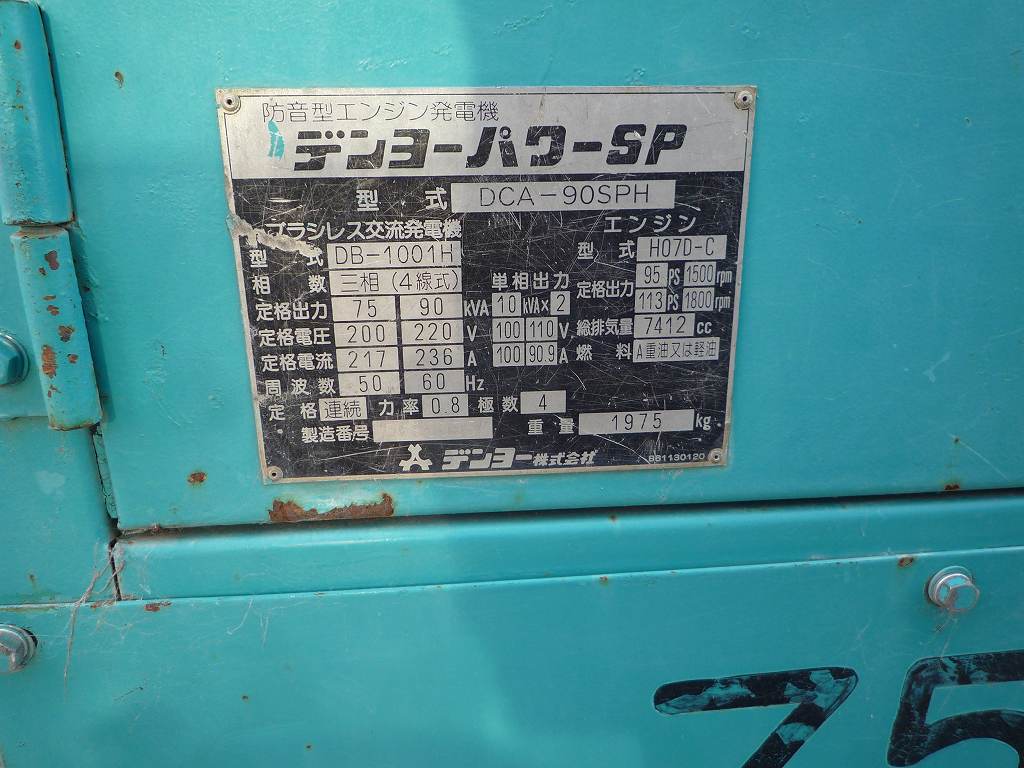 防音型エンジン発電機
デンヨーパワーSP
型式 DCA-90SPH
ブラシレス交流発電機 エンジン
型式 DB-1001H 型式 H07D-C
相数 三相(4線式) 単相出力 定格出力 95 PS 1500 rpm
定格出力 75 90 kVA 10 kVA×2 113 PS 1800 rpm
定格電圧 200 220 V 100 110 V 総排気量 7412 cc
定格電流 217 236 A 100 90.9 A 燃料 A重油又は軽油
周波数 50 60 Hz
定格 連続 力率 0.8 極数 4
製造番号 重量 1975 kg
デンヨー株式会社 961130120
75